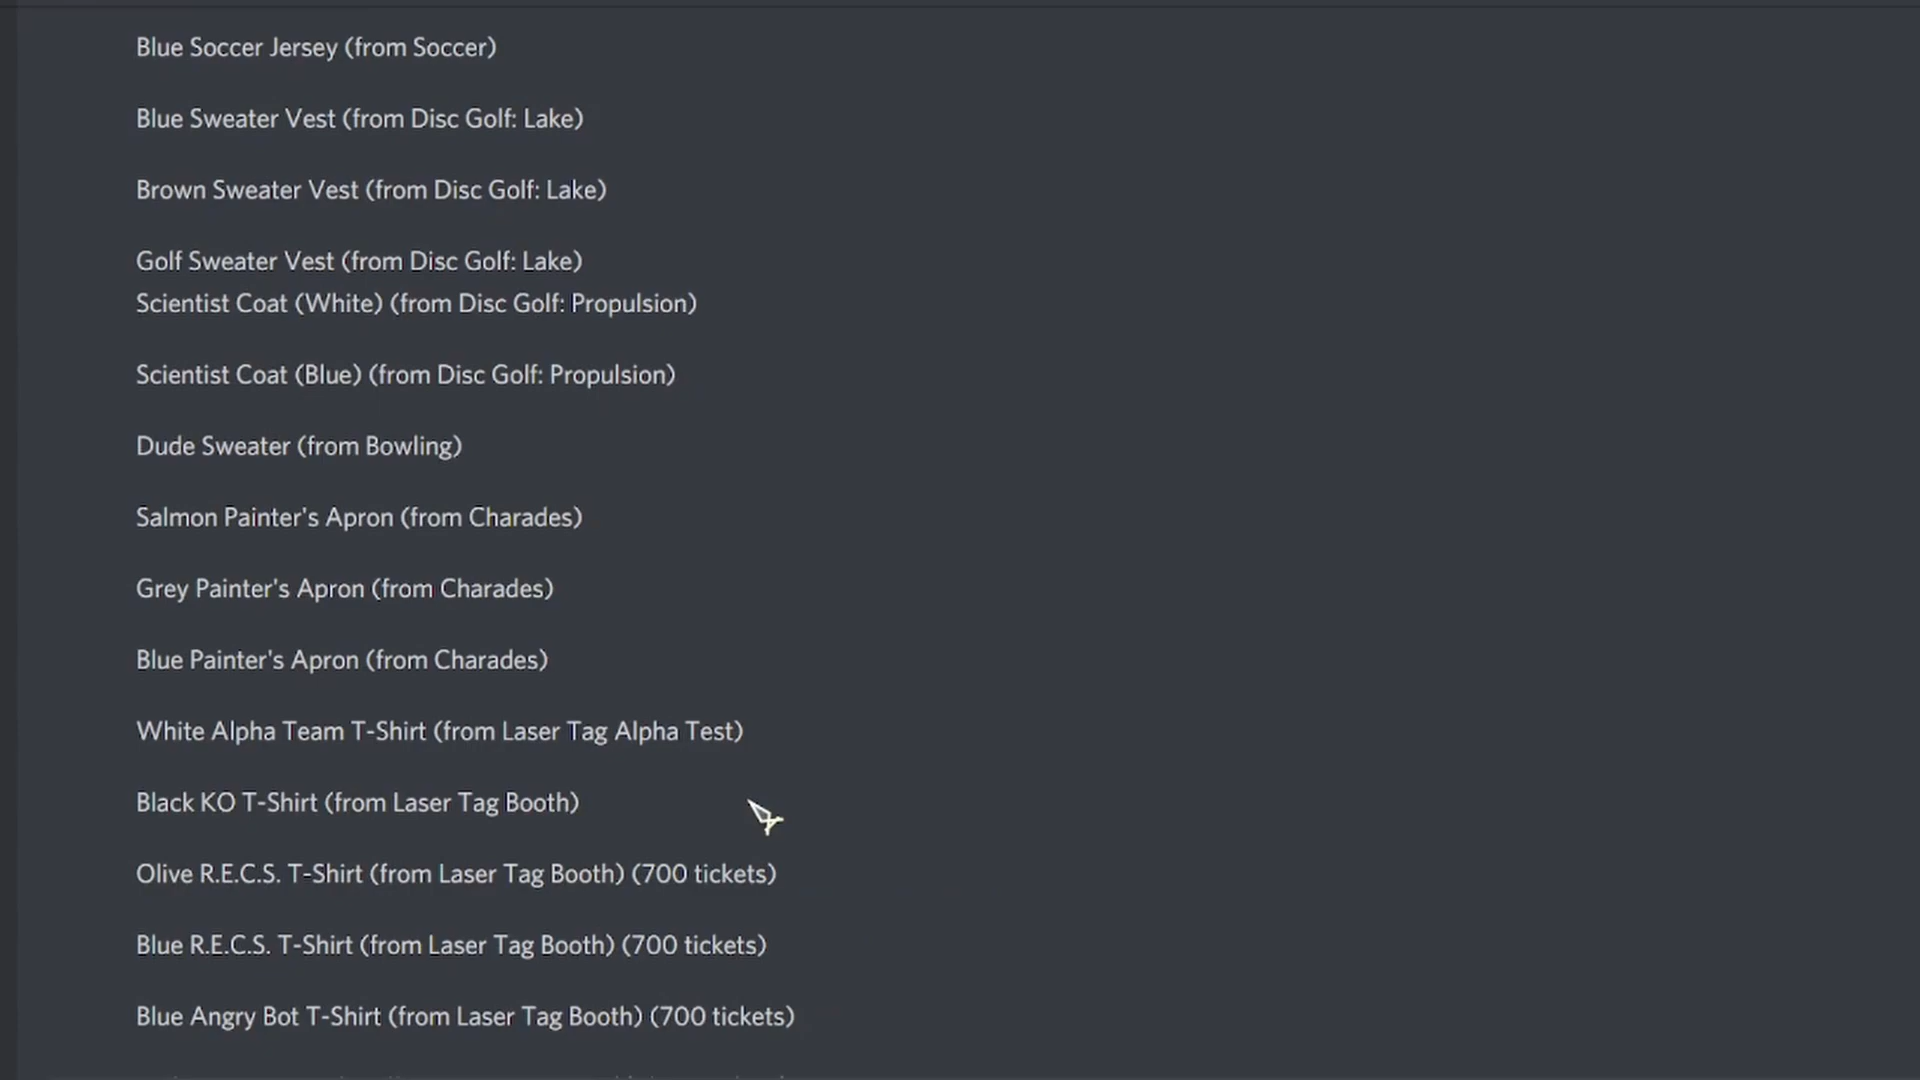 Blue Soccer Jersey (from Soccer)
Blue Sweater Vest (from Disc Golf: Lake)
Brown Sweater Vest (from Disc Golf: Lake)
Golf Sweater Vest (from Disc Golf: Lake)
Scientist Coat (White) (from Disc Golf: Propulsion)
Scientist Coat (Blue) (from Disc Golf: Propulsion)
Dude Sweater (from Bowling)
Salmon Painter's Apron (from Charades)
Grey Painter's Apron (from Charades)
Blue Painter's Apron (from Charades)
White Alpha Team T-Shirt (from Laser Tag Alpha Test)
Black KO T-Shirt (from Laser Tag Booth)
Olive R.E.C.S. T-Shirt (from Laser Tag Booth) (700 tickets)
Blue R.E.C.S. T-Shirt (from Laser Tag Booth) (700 tickets)
Blue Angry Bot T-Shirt (from Laser Tag Booth) (700 tickets)